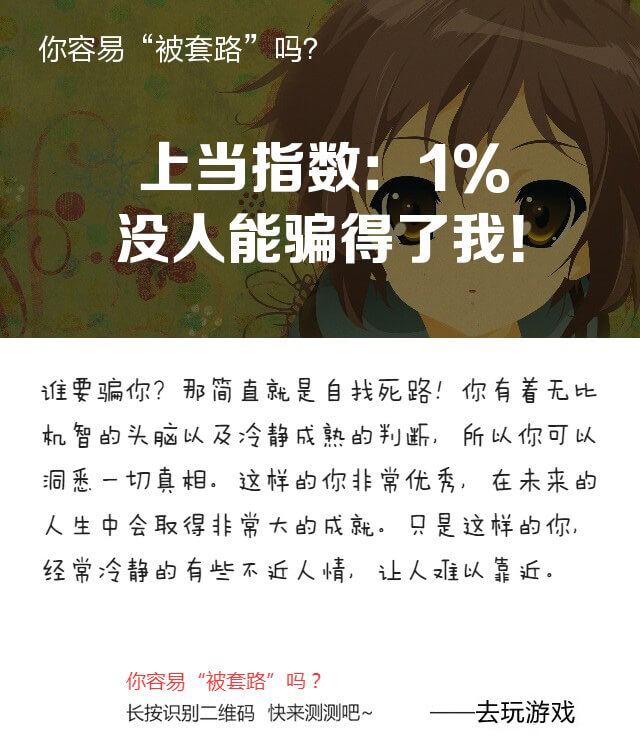 你容易“被套路”吗?
上当指数：1%
没人能骗得了我!
谁要骗你？那简直就是自找死路！你有着无比
机智的头脑以及冷静成熟的判断，所以你可以
洞悉一切真相。这样的你非常优秀，在未来的
人生中会取得非常大的成就。只是这样的你，
经常冷静的有些不近人情，让人难以靠近。
你容易“被套路”吗？
长按识别二维码 快来测测吧~
——去玩游戏